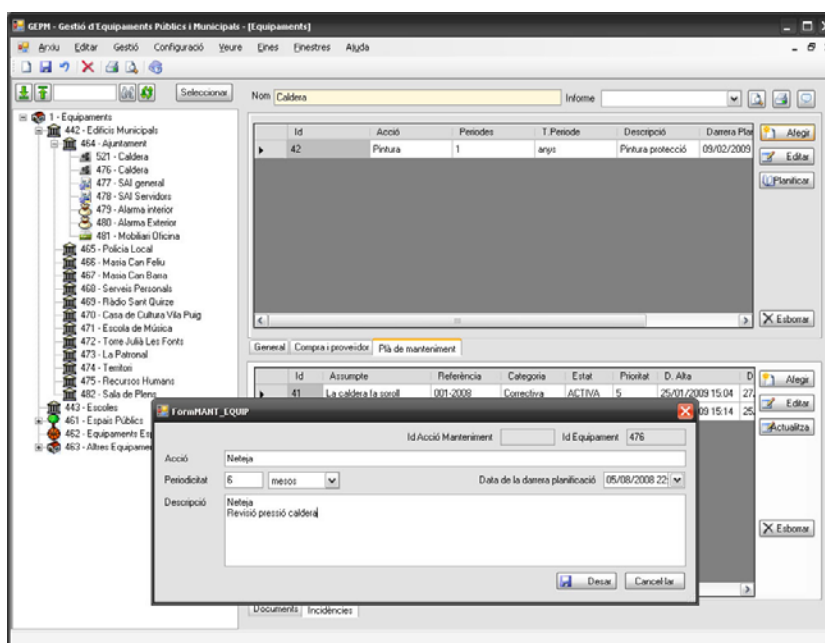 GEPM - Gestió d'Equipaments Públics i Municipals - [Equipaments]
Arxiu Editar Gestió Configuració Veure Eines Finestres Ajuda
Seleccionar
Nom Caldera Informe
1 - Equipaments
442 - Edificis Municipals
464 - Ajuntament
521 - Caldera
476 - Caldera
477 - SAI general
478 - SAI Servidors
479 - Alarma interior
480 - Alarma Exterior
481 - Mobiliari Oficina
465 - Policia Local
466 - Masia Can Feliu
467 - Masia Can Barra
468 - Serveis Personals
469 - Ràdio Sant Quirze
470 - Casa de Cultura Vila Puig
471 - Escola de Música
472 - Torre Julià Les Fonts
473 - La Patronal
474 - Territori
475 - Recursos Humans
482 - Sala de Plens
443 - Escoles
461 - Espais Públics
462 - Equipaments Esp
463 - Altres Equipame
Id Acció Periodes T.Periode Descripció Darrera Plar
42 Pintura 1 anys Pintura protecció 09/02/2009
Afegir
Editar
Planificar
Esborrar
General Compra i proveïdor Plà de manteniment
Id Assumpte Referència Categoria Estat Prioritat D. Alta D
41 La caldera fa soroll 001-2008 Correctiva ACTIVA 5 25/01/2009 15:04 27.
09 15:14 25.
Afegir
Editar
Actualitza
Esborrar
FormMANT_EQUIP
Id Acció Manteniment Id Equipament 476
Acció Neteja
Periodicitat 6 mesos Data de la darrera planificació 05/08/2008 22:
Descripció Neteja
Revisió pressió caldera
Desar Cancel·lar
Documents Incidències